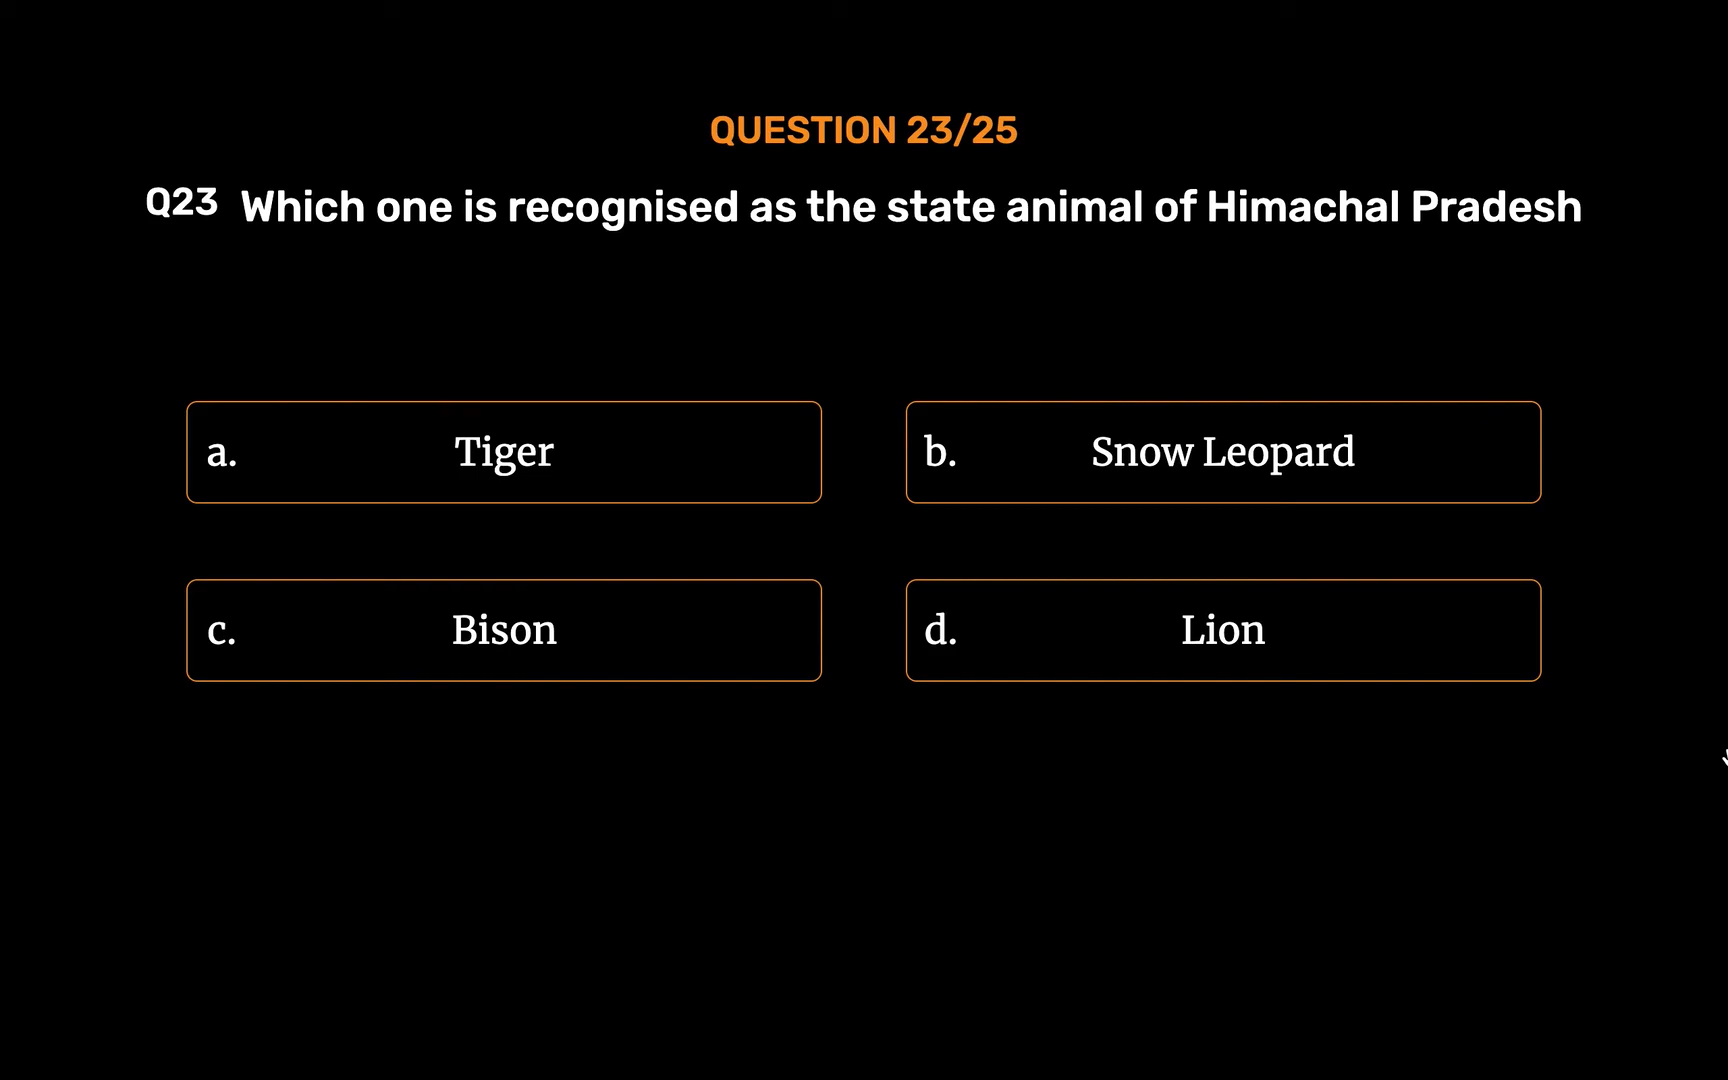 QUESTION 23/25
Q23 Which one is recognised as the state animal of Himachal Pradesh
a. Tiger
b. Snow Leopard
c. Bison
d. Lion